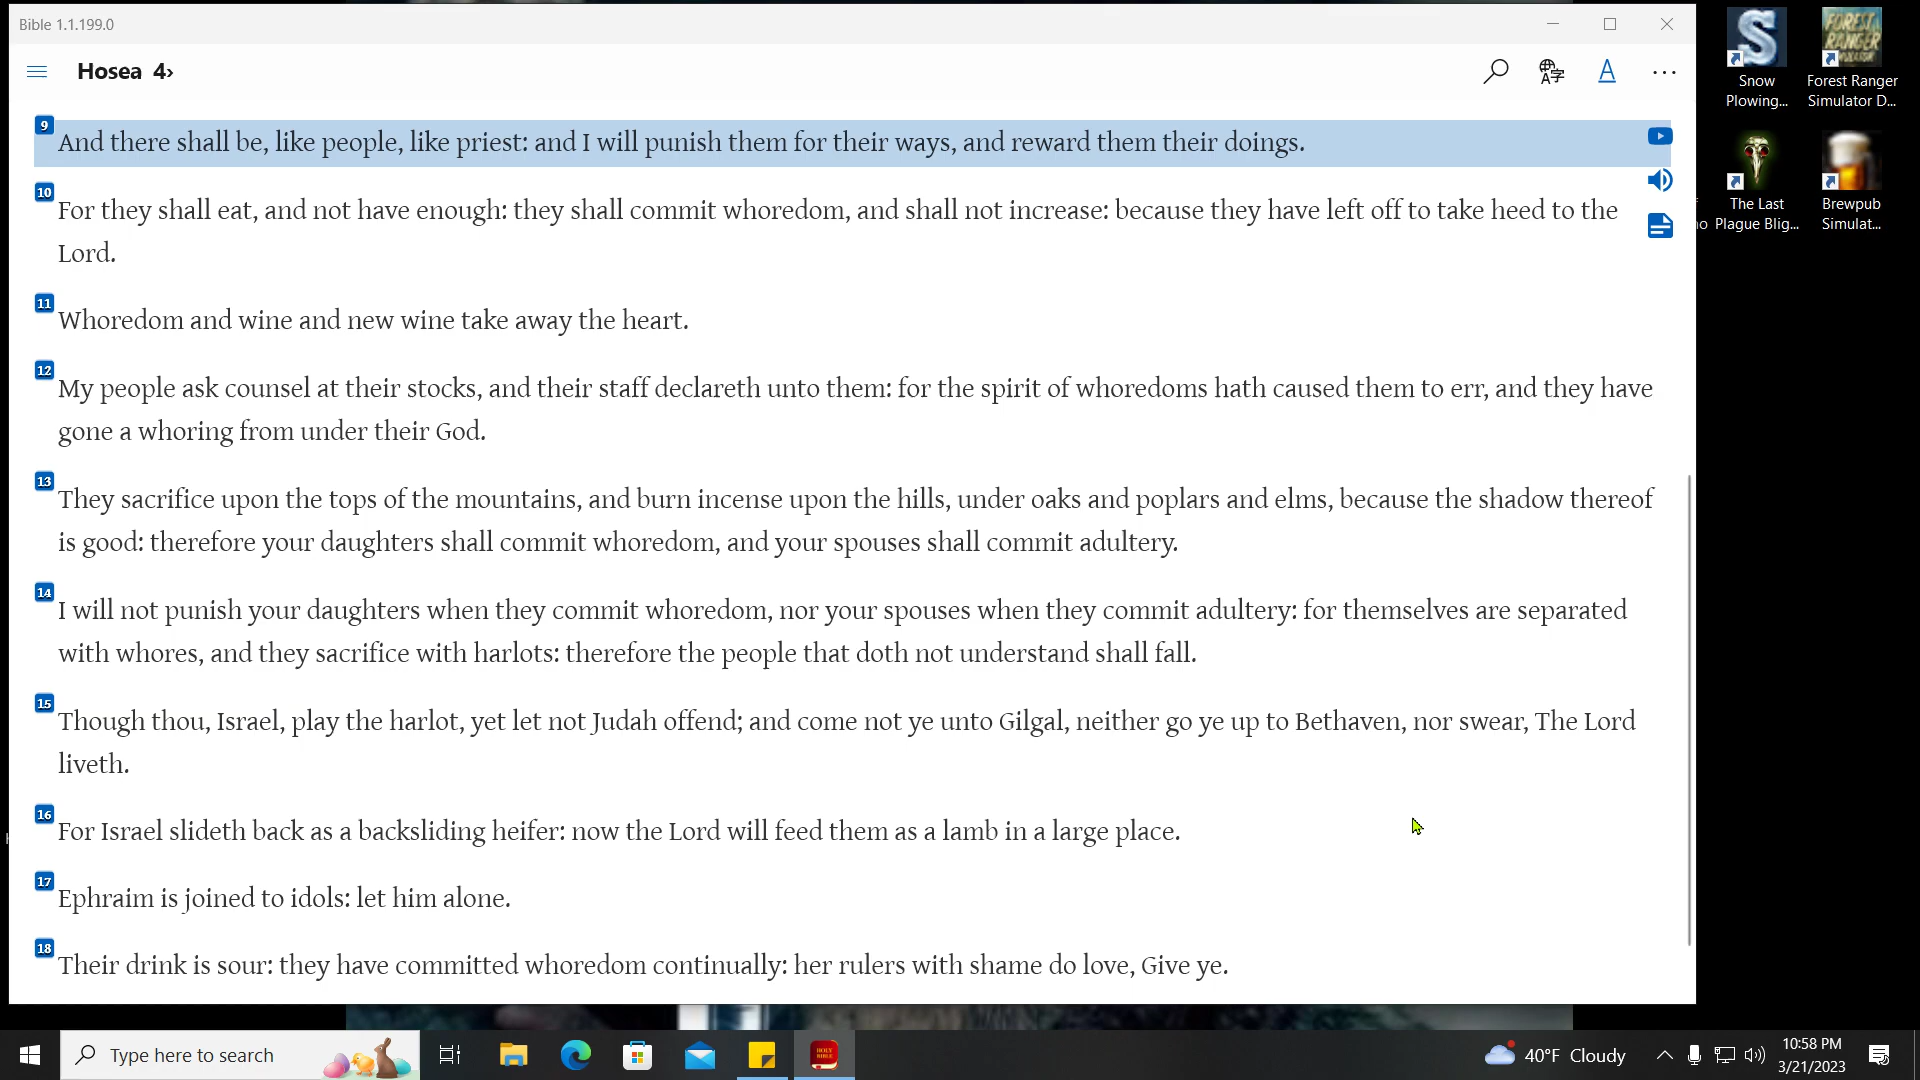 Bible 1.1.199.0
Hosea 4›
9
And there shall be, like people, like priest: and I will punish them for their ways, and reward them their doings.
10
For they shall eat, and not have enough: they shall commit whoredom, and shall not increase: because they have left off to take heed to the
Lord.
11
Whoredom and wine and new wine take away the heart.
12
My people ask counsel at their stocks, and their staff declareth unto them: for the spirit of whoredoms hath caused them to err, and they have
gone a whoring from under their God.
13
They sacrifice upon the tops of the mountains, and burn incense upon the hills, under oaks and poplars and elms, because the shadow thereof
is good: therefore your daughters shall commit whoredom, and your spouses shall commit adultery.
14
I will not punish your daughters when they commit whoredom, nor your spouses when they commit adultery: for themselves are separated
with whores, and they sacrifice with harlots: therefore the people that doth not understand shall fall.
15
Though thou, Israel, play the harlot, yet let not Judah offend; and come not ye unto Gilgal, neither go ye up to Bethaven, nor swear, The Lord
liveth.
16
For Israel slideth back as a backsliding heifer: now the Lord will feed them as a lamb in a large place.
17
Ephraim is joined to idols: let him alone.
18
Their drink is sour: they have committed whoredom continually: her rulers with shame do love, Give ye.
S
FOREST
RANGER
Snow
Plowing...
Forest Ranger
Simulator D...
The Last
Plague Blig...
Brewpub
Simulat...
Type here to search
HOLY
BIBLE
40°F Cloudy
10:58 PM
3/21/2023